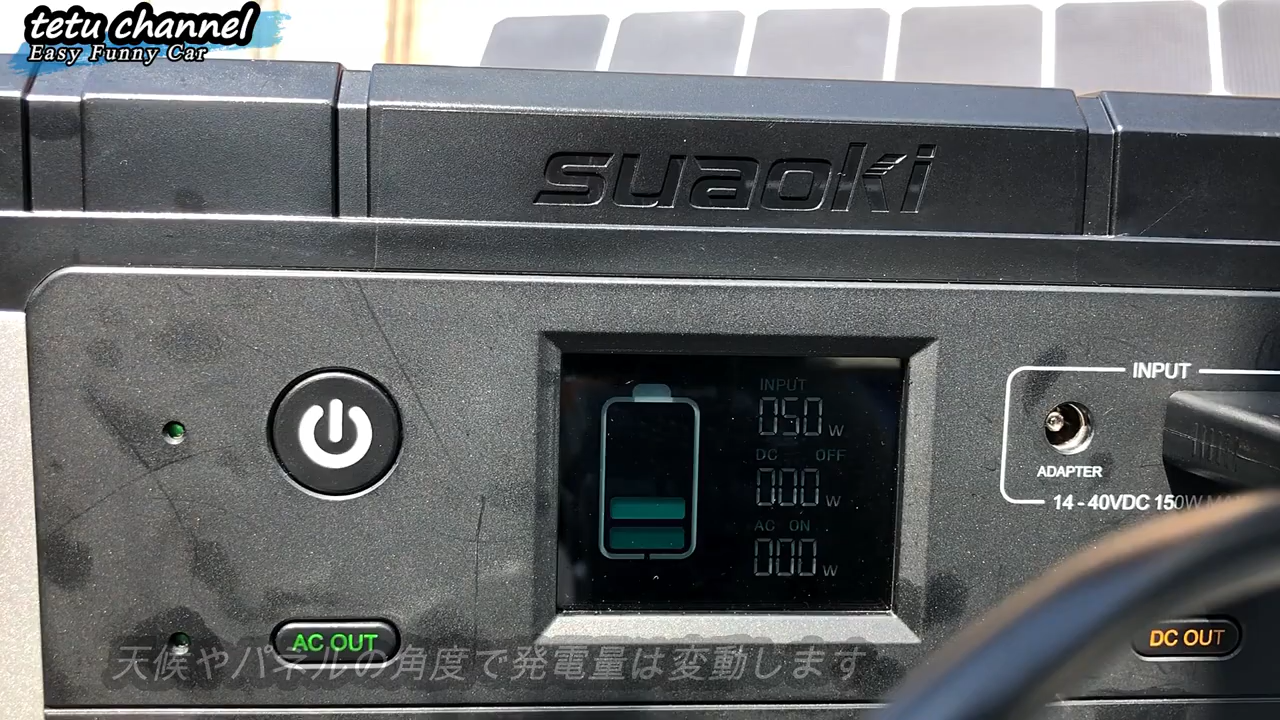 tetu channel
Easy Funny Car
suaoki
INPUT
050 W
DC OFF
000 W
AC ON
000 W
INPUT
ADAPTER
14 - 40VDC 150W MAX
AC OUT
DC OUT
天候やパネルの角度で発電量は変動します